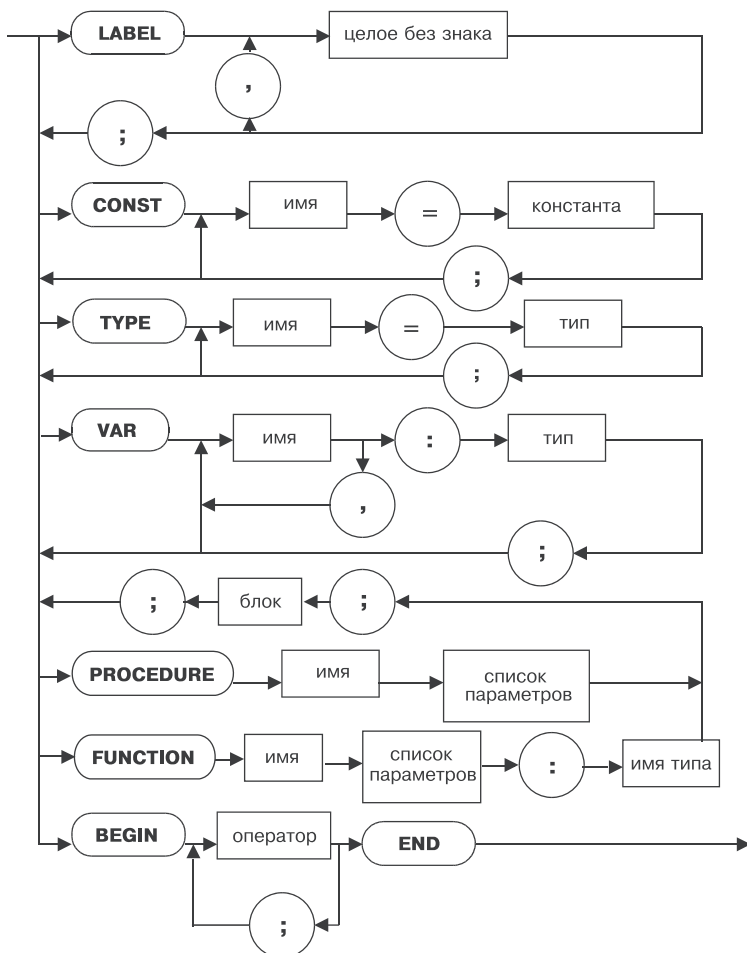 LABEL целое без знака
,
;
CONST имя = константа
;
TYPE имя = тип
;
VAR имя : тип
,
;
; блок ;
PROCEDURE имя список параметров
FUNCTION имя список параметров : имя типа
BEGIN оператор END
;